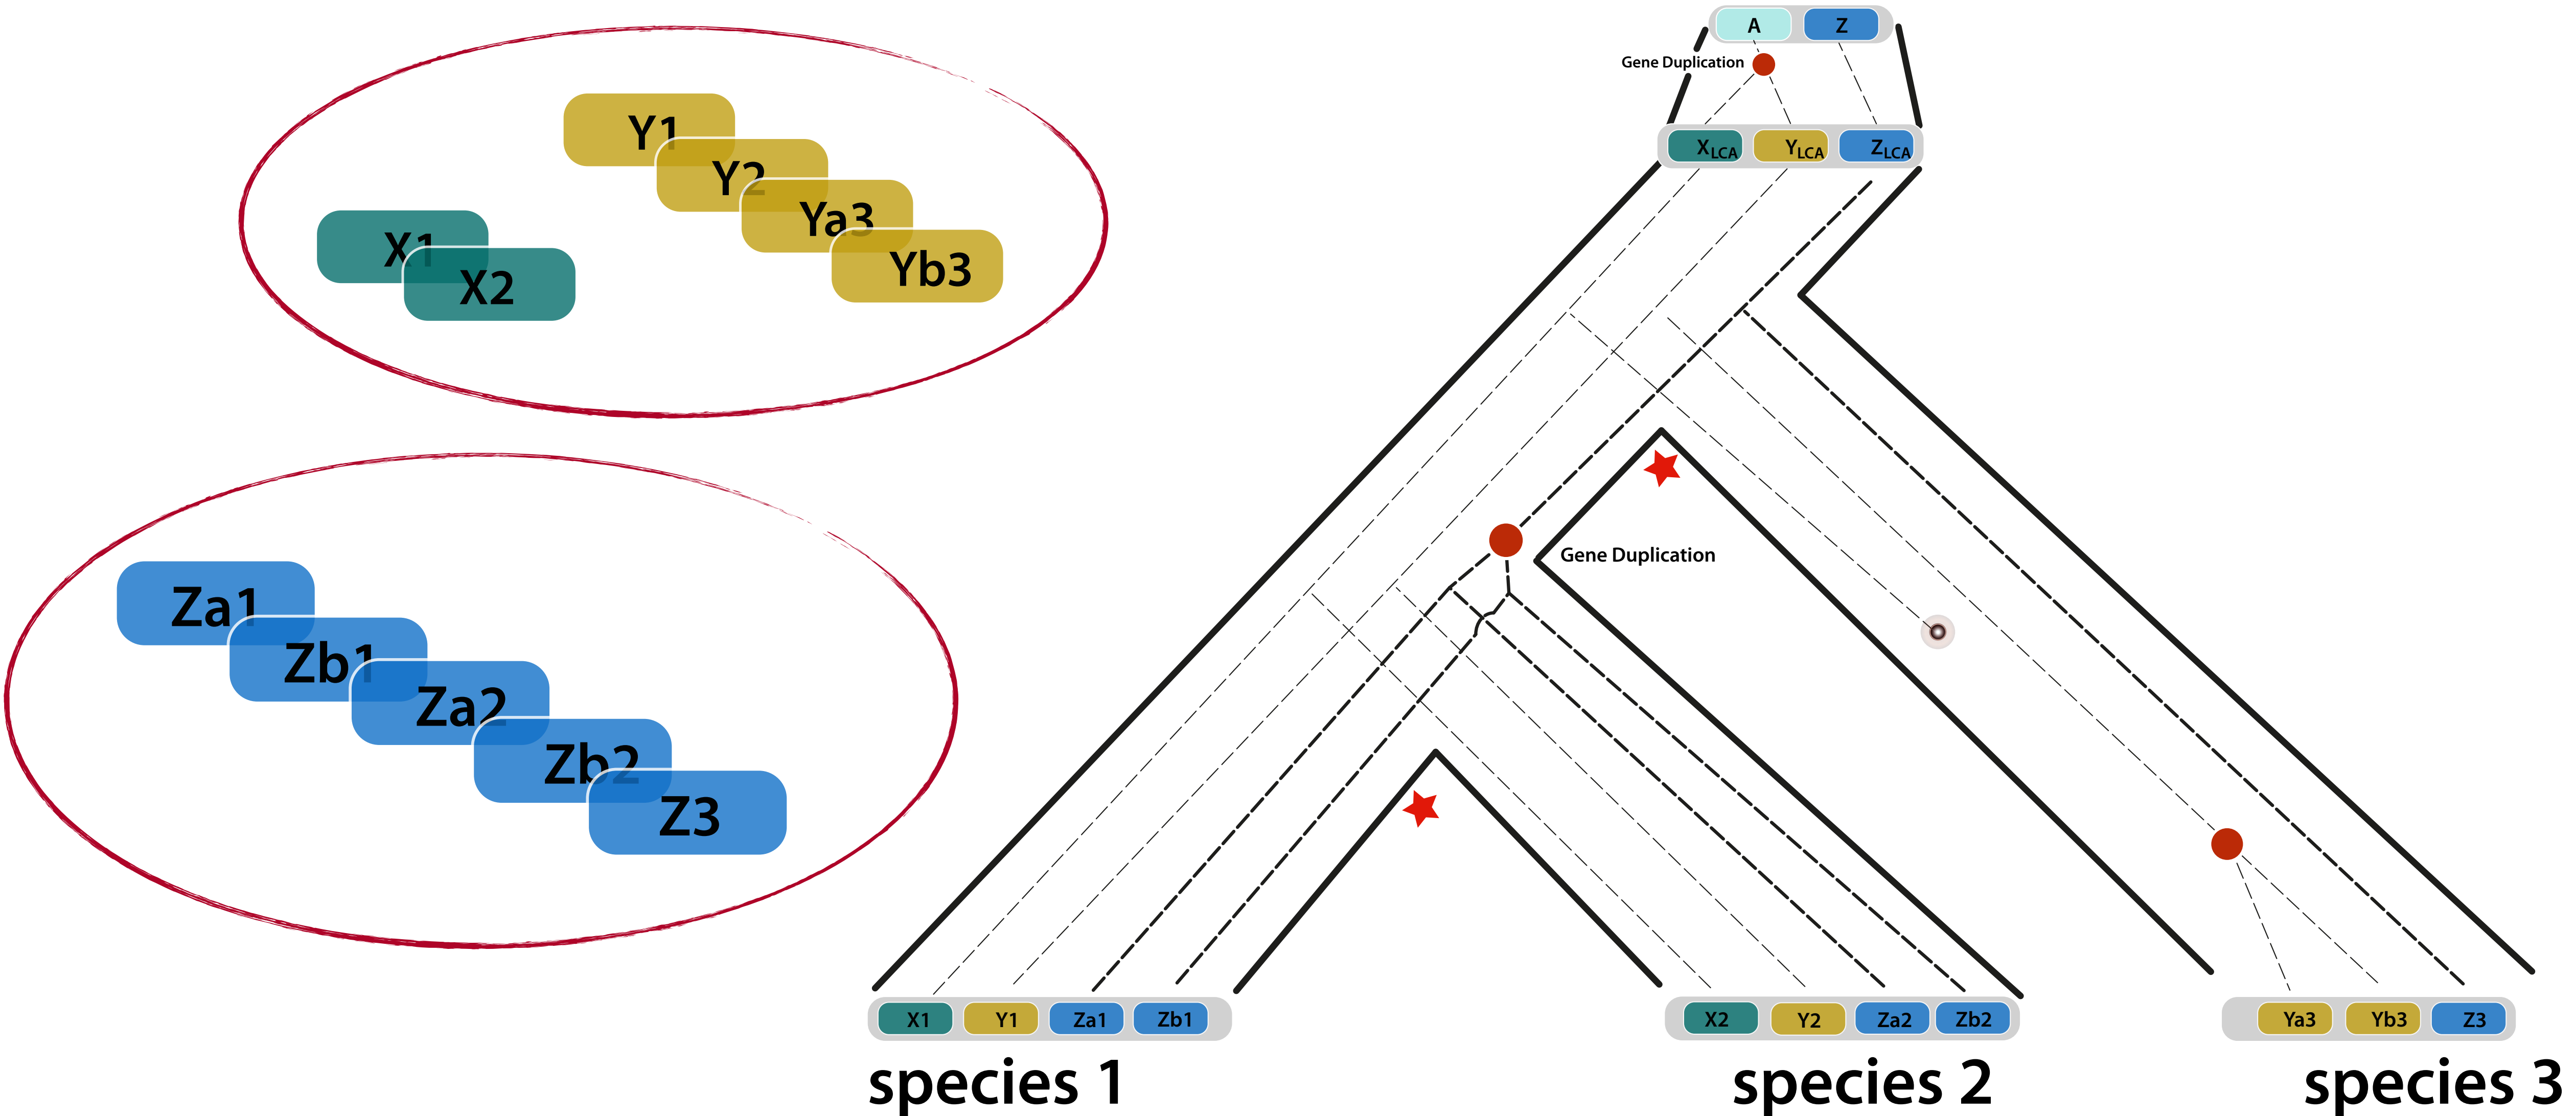 A Z
Gene Duplication
XLCA YLCA ZLCA
Y1
Y2
Ya3
Yb3
X1
X2
Gene Duplication
Za1
Zb1
Za2
Zb2
Z3
X1 Y1 Za1 Zb1
X2 Y2 Za2 Zb2
Ya3 Yb3 Z3
species 1
species 2
species 3